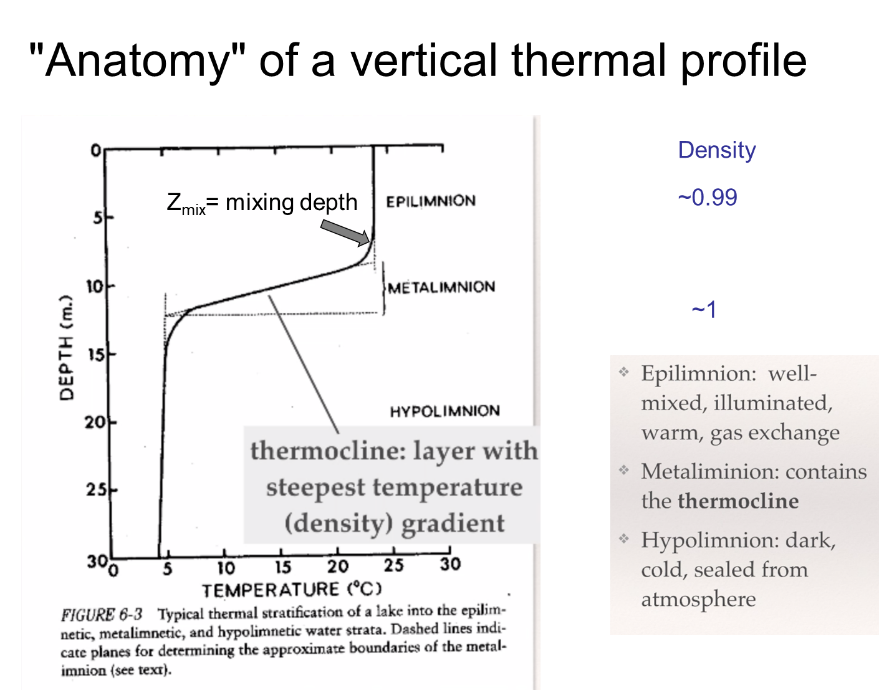 "Anatomy" of a vertical thermal profile
Density
~0.99
~1
0
5
10
15
20
25
30
DEPTH (m.)
Zmix= mixing depth
EPILIMNION
METALIMNION
HYPOLIMNION
thermocline: layer with
steepest temperature
(density) gradient
0 5 10 15 20 25 30
TEMPERATURE (°C)
FIGURE 6-3 Typical thermal stratification of a lake into the epilim-
netic, metalimnetic, and hypolimnetic water strata. Dashed lines indi-
cate planes for determining the approximate boundaries of the metal-
imnion (see text).
❖ Epilimnion: well-
mixed, illuminated,
warm, gas exchange
❖ Metaliminion: contains
the thermocline
❖ Hypolimnion: dark,
cold, sealed from
atmosphere